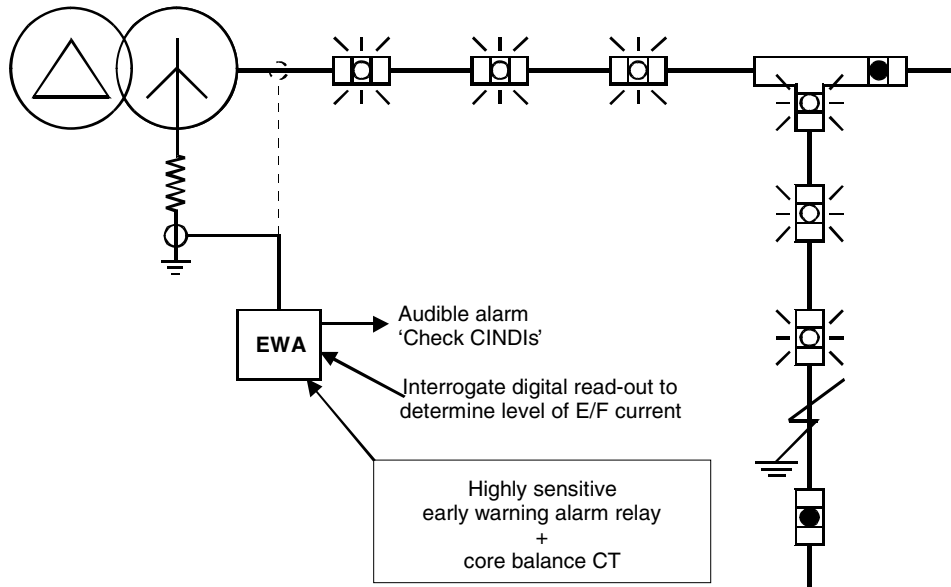 Audible alarm
‘Check CINDIs’
EWA
Interrogate digital read-out to
determine level of E/F current
Highly sensitive
early warning alarm relay
+
core balance CT